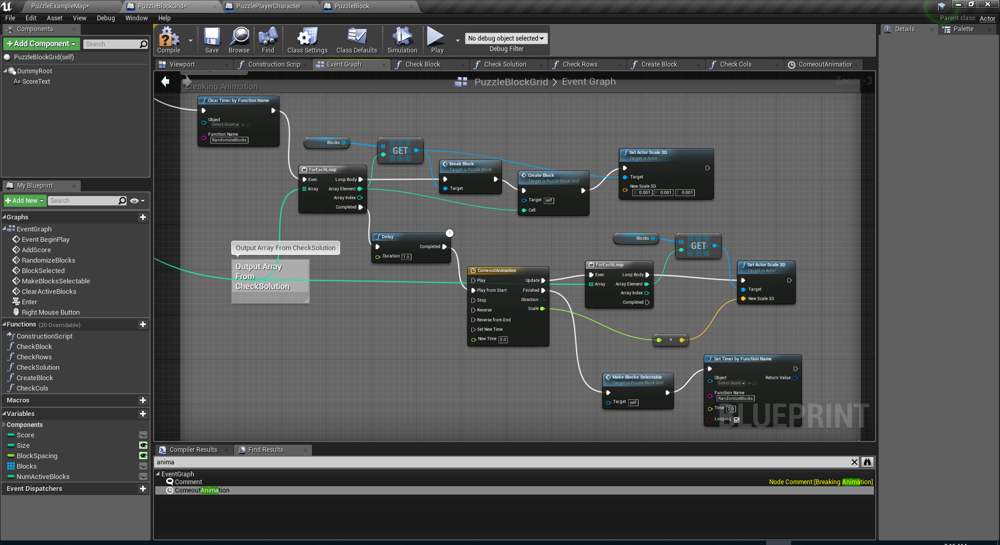 PuzzleExampleMap*
PuzzleBlockGrid*
PuzzlePlayerCharacter
PuzzleBlock
File Edit Asset View Debug Window Help
Parent class: Actor
Components
Details
Palette
+Add Component
Search
PuzzleBlockGrid(self)
DummyRoot
Aa ScoreText
Compile
Save
Browse
Find
Class Settings
Class Defaults
Simulation
Play
No debug object selected
Debug Filter
Viewport
Construction Scrip
Event Graph
Check Block
Check Solution
Check Rows
Create Block
Check Cols
ComeoutAnimation
PuzzleBlockGrid > Event Graph
Zoom -3
Breaking Animation
Clear Timer by Function Name
Object
Select Asset
Function Name
RandomizeBlocks
Blocks
GET
ForEachLoop
Exec
Loop Body
Array
Array Element
Array Index
Completed
Break Block
Target is Puzzle Block
Target
Create Block
Target is Puzzle Block Grid
Target self
Cell
Set Actor Scale 3D
Target is Actor
Target
New Scale 3D
X 0.001 Y 0.001 Z 0.001
Delay
Completed
Duration 1.0
Output Array From CheckSolution
Output Array
From
CheckSolution
ComeoutAnimation
Play
Update
Play from Start
Finished
Stop
Direction
Reverse
Scale
Reverse from End
Set New Time
New Time 0.0
ForEachLoop
Exec
Loop Body
Array
Array Element
Array Index
Completed
Blocks
GET
Set Actor Scale 3D
Target is Actor
Target
New Scale 3D
Make Blocks Selectable
Target is Puzzle Block Grid
Target self
Set Timer by Function Name
Object
Return Value
Select Asset
Function Name
RandomizeBlocks
Time 2.0
Looping
BLUEPRINT
My Blueprint
+Add New
Search
Graphs
EventGraph
Event BeginPlay
AddScore
RandomizeBlocks
BlockSelected
MakeBlocksSelectable
ClearActiveBlocks
Enter
Right Mouse Button
Functions (20 Overridable)
ConstructionScript
CheckBlock
CheckRows
CheckSolution
CreateBlock
CheckCols
Macros
Variables
Components
Score
Size
BlockSpacing
Blocks
NumActiveBlocks
Event Dispatchers
Compiler Results
Find Results
anima
EventGraph
Comment
Node Comment:[Breaking Animation]
ComeoutAnimation